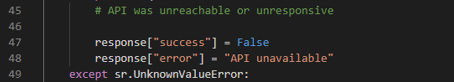 45 # API was unreachable or unresponsive
46
47 response["success"] = False
48 response["error"] = "API unavailable"
49 except sr.UnknownValueError: